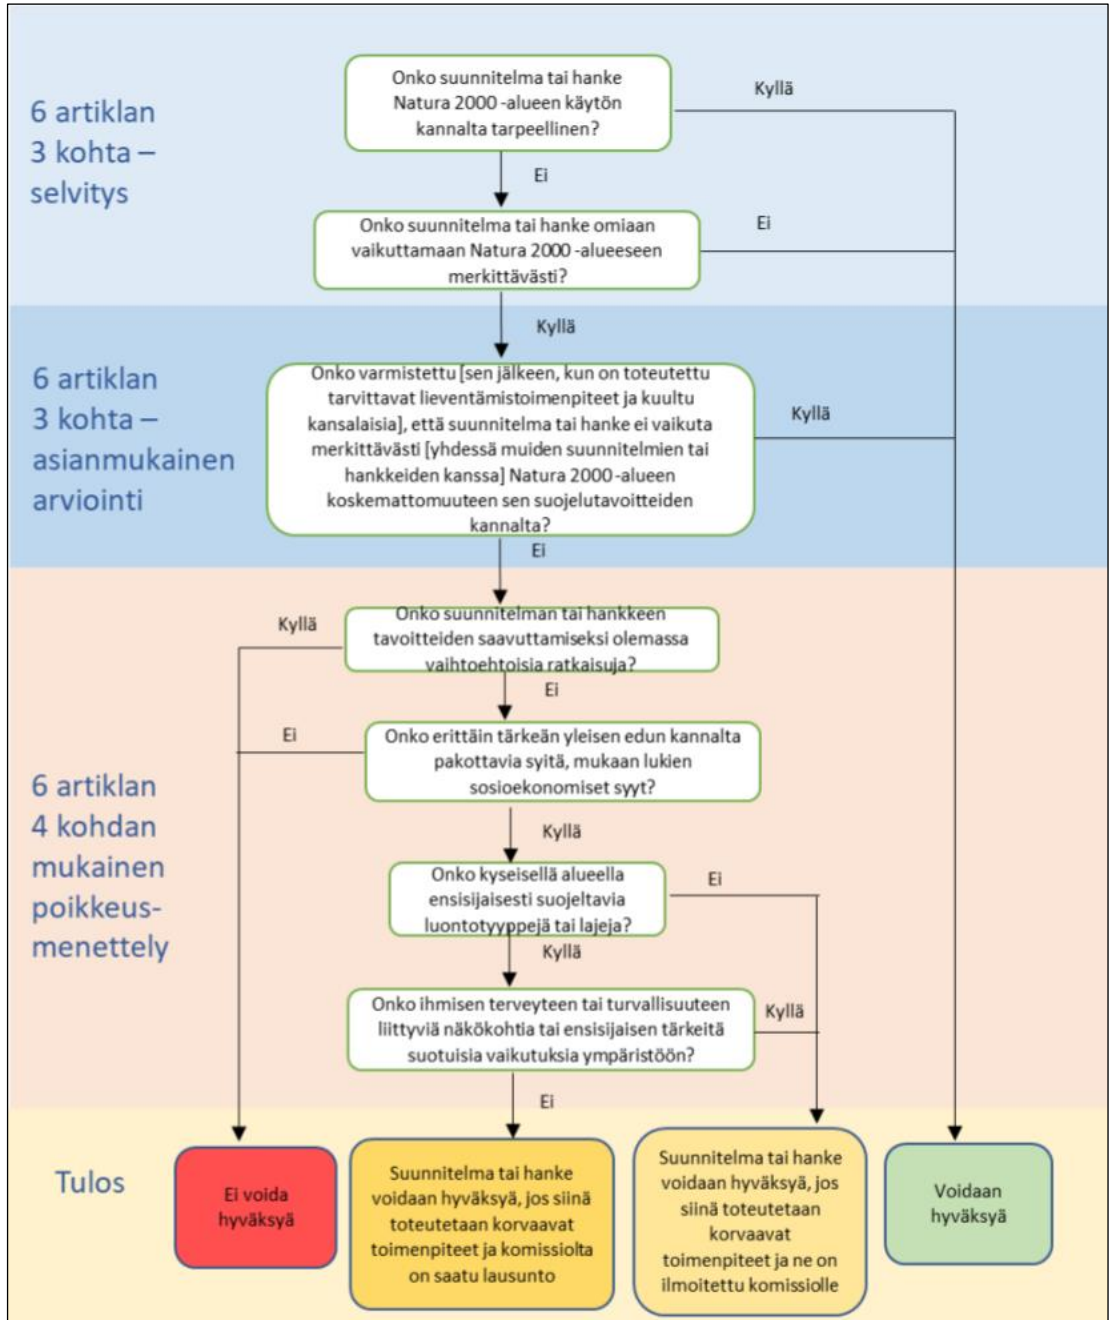 6 artiklan
3 kohta –
selvitys
Onko suunnitelma tai hanke
Natura 2000 -alueen käytön
kannalta tarpeellinen?
Kyllä
Ei
Onko suunnitelma tai hanke omiaan
vaikuttamaan Natura 2000 -alueeseen
merkittävästi?
Ei
Kyllä
6 artiklan
3 kohta –
asianmukainen
arviointi
Onko varmistettu [sen jälkeen, kun on toteutettu
tarvittavat lieventämistoimenpiteet ja kuultu
kansalaisia], että suunnitelma tai hanke ei vaikuta
merkittävästi [yhdessä muiden suunnitelmien tai
hankkeiden kanssa] Natura 2000 -alueen
koskemattomuuteen sen suojelutavoitteiden
kannalta?
Kyllä
Ei
6 artiklan
4 kohdan
mukainen
poikkeus-
menettely
Onko suunnitelman tai hankkeen
tavoitteiden saavuttamiseksi olemassa
vaihtoehtoisia ratkaisuja?
Kyllä
Ei
Onko erittäin tärkeän yleisen edun kannalta
pakottavia syitä, mukaan lukien
sosioekonomiset syyt?
Ei
Kyllä
Onko kyseisellä alueella
ensisijaisesti suojeltavia
luontotyyppejä tai lajeja?
Ei
Kyllä
Onko ihmisen terveyteen tai turvallisuuteen
liittyviä näkökohtia tai ensisijaisen tärkeitä
suotuisia vaikutuksia ympäristöön?
Kyllä
Ei
Tulos
Ei voida
hyväksyä
Suunnitelma tai hanke
voidaan hyväksyä, jos siinä
toteutetaan korvaavat
toimenpiteet ja komissiolta
on saatu lausunto
Suunnitelma tai hanke
voidaan hyväksyä, jos
siinä toteutetaan
korvaavat
toimenpiteet ja ne on
ilmoitettu komissiolle
Voidaan
hyväksyä